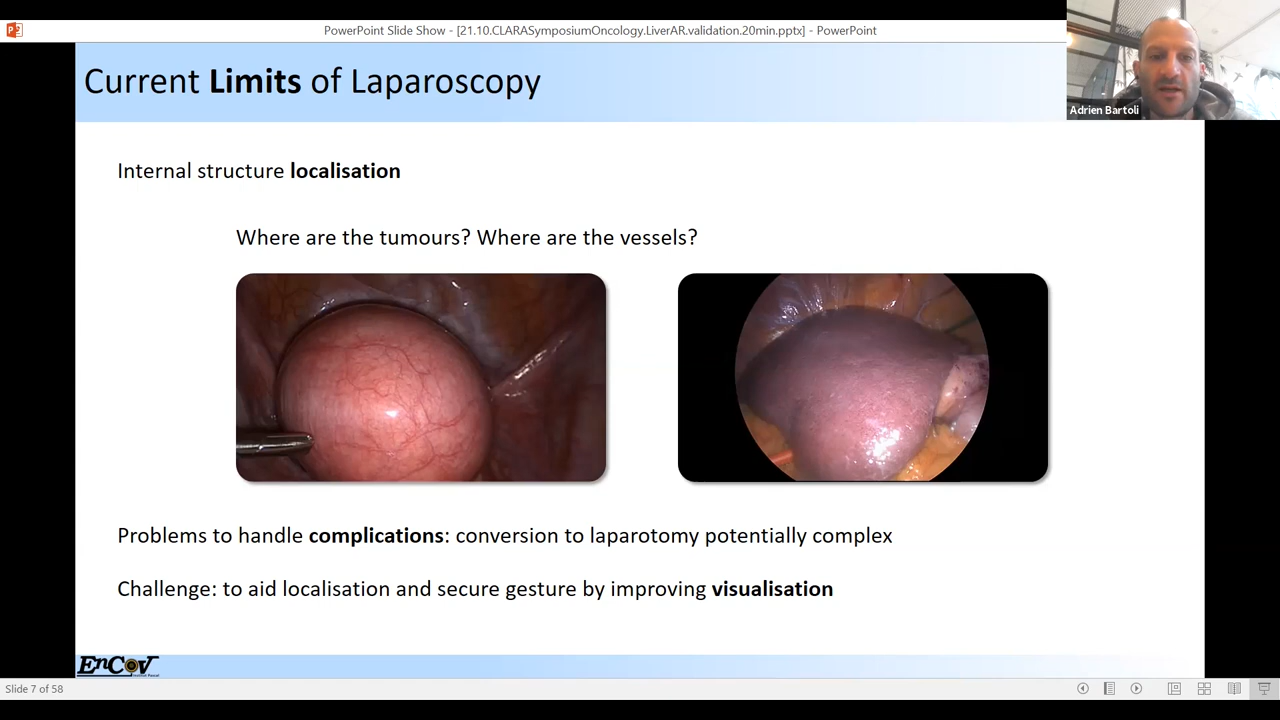 PowerPoint Slide Show - [21.10.CLARASymposiumOncology.LiverAR.validation.20min.pptx] - PowerPoint
Adrien Bartoli
Current Limits of Laparoscopy
Internal structure localisation
Where are the tumours? Where are the vessels?
Problems to handle complications: conversion to laparotomy potentially complex
Challenge: to aid localisation and secure gesture by improving visualisation
EnCoV
Slide 7 of 58